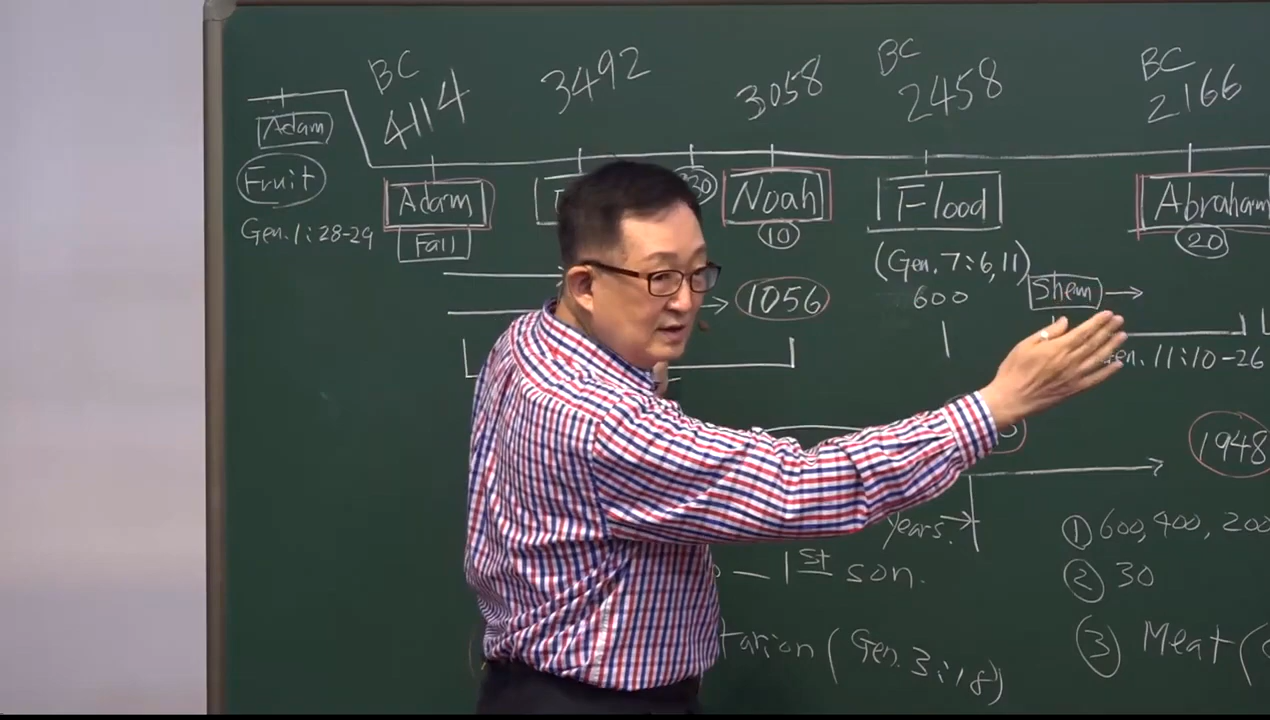 BC 3492 3058 BC BC
4114 2458 2166
Adam
Fruit Adam Noah Flood Abraham
Gen. 1:28-29 Fall 10 (Gen. 7:6,11) 20
1056 600 Shem
Gen. 11:10-26
1948
years.
① 600, 400, 200
1st son. ② 30
(Gen. 3:18) ③ Meat (